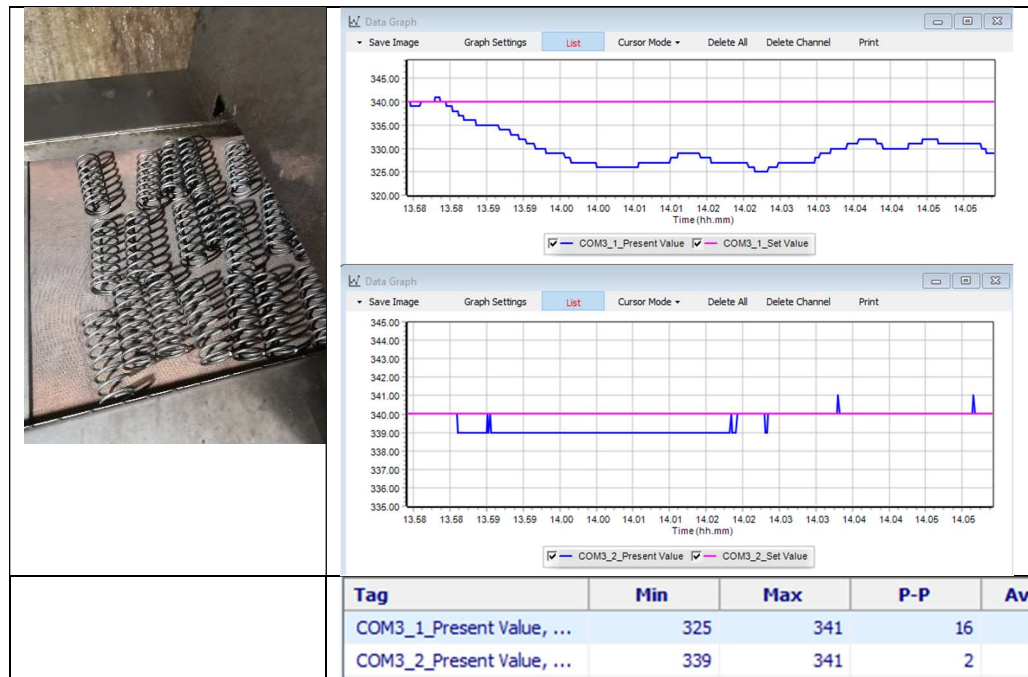 Data Graph
Save Image Graph Settings List Cursor Mode Delete All Delete Channel Print
345.00
340.00
335.00
330.00
325.00
320.00
13.58 13.58 13.59 13.59 14.00 14.00 14.01 14.01 14.02 14.02 14.03 14.03 14.04 14.04 14.05 14.05
Time (hh.mm)
COM3_1_Present Value COM3_1_Set Value
Data Graph
Save Image Graph Settings List Cursor Mode Delete All Delete Channel Print
345.00
344.00
343.00
342.00
341.00
340.00
339.00
338.00
337.00
336.00
335.00
13.58 13.58 13.59 13.59 14.00 14.00 14.01 14.01 14.02 14.02 14.03 14.03 14.04 14.04 14.05 14.05
Time (hh.mm)
COM3_2_Present Value COM3_2_Set Value
Tag Min Max P-P Av
COM3_1_Present Value, ... 325 341 16
COM3_2_Present Value, ... 339 341 2